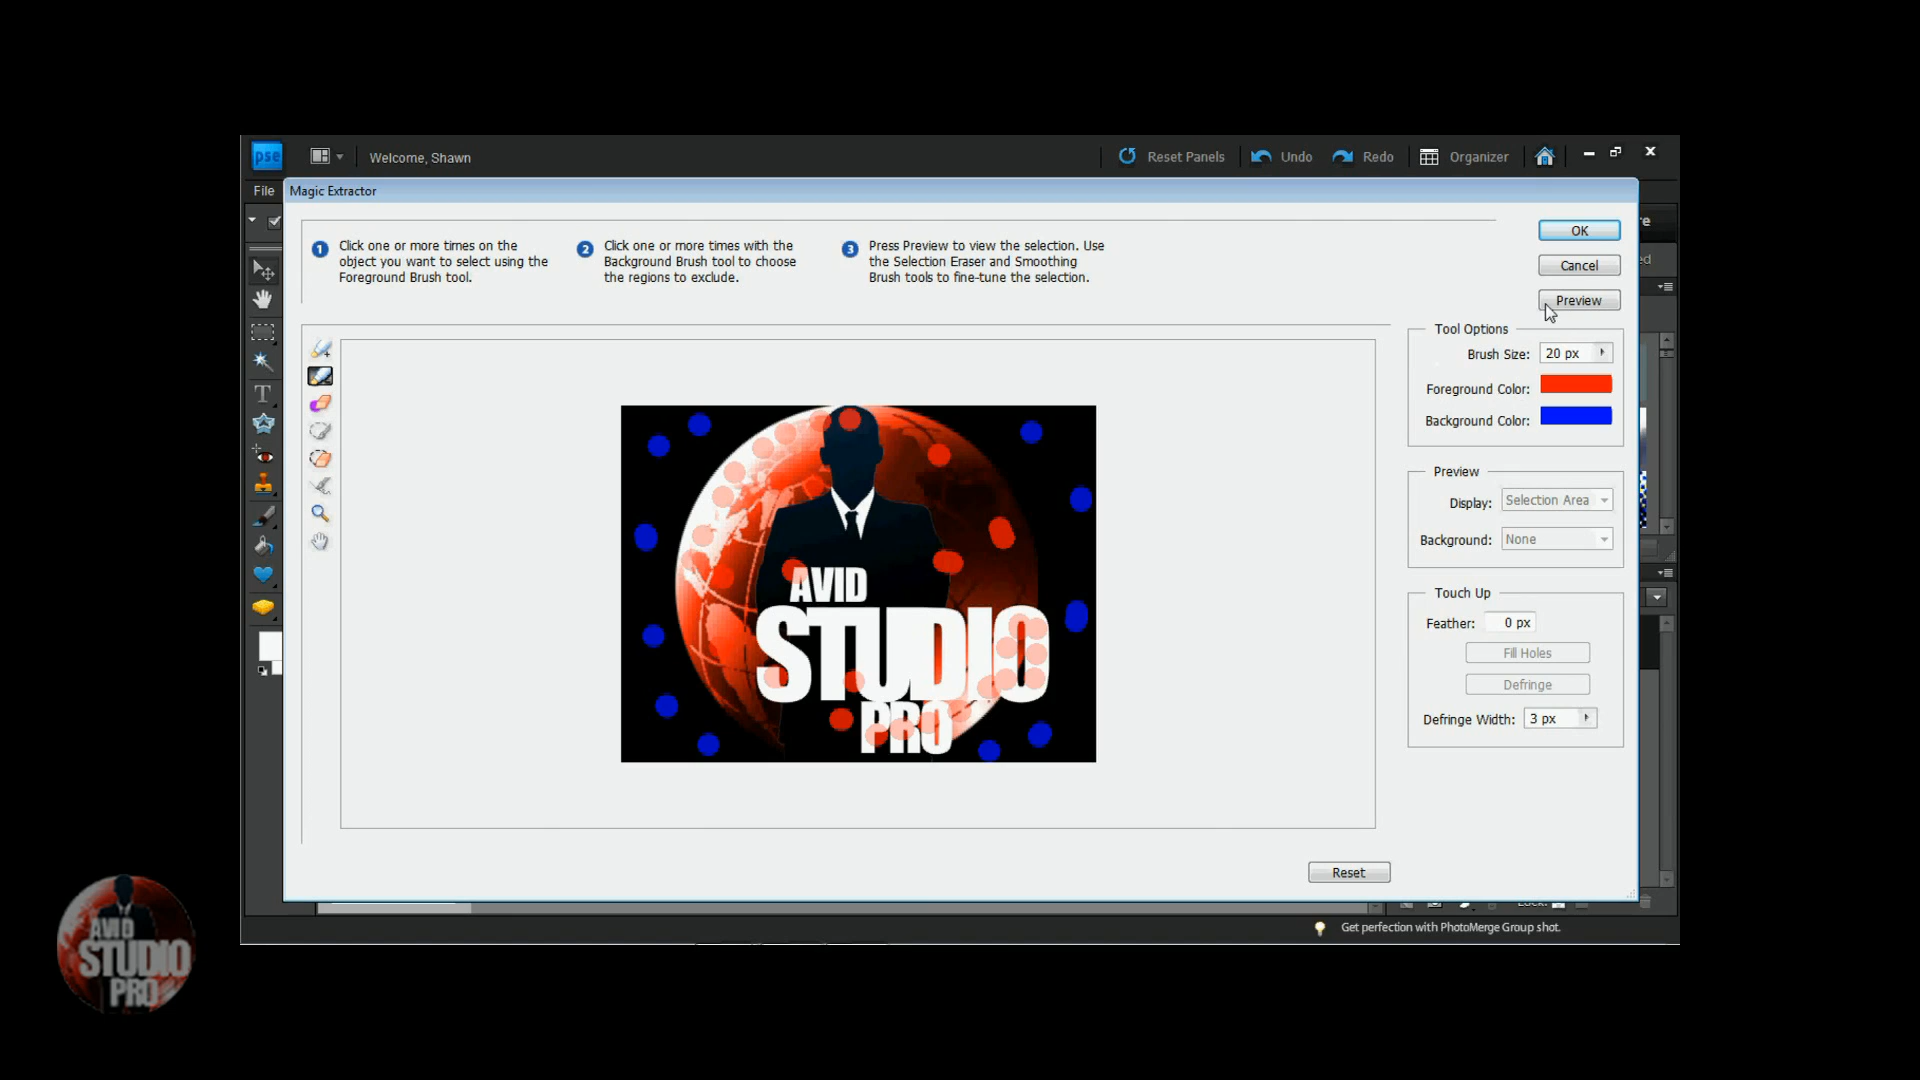 pse
Welcome, Shawn
Reset Panels
Undo
Redo
Organizer
File
Magic Extractor
1 Click one or more times on the
object you want to select using the
Foreground Brush tool.
2 Click one or more times with the
Background Brush tool to choose
the regions to exclude.
3 Press Preview to view the selection. Use
the Selection Eraser and Smoothing
Brush tools to fine-tune the selection.
OK
Cancel
Preview
Tool Options
Brush Size: 20 px
Foreground Color:
Background Color:
Preview
Display: Selection Area
Background: None
Touch Up
Feather: 0 px
Fill Holes
Defringe
Defringe Width: 3 px
T
AVID
STUDIO
PRO
Reset
Get perfection with PhotoMerge Group shot.
AVID
STUDIO
PRO